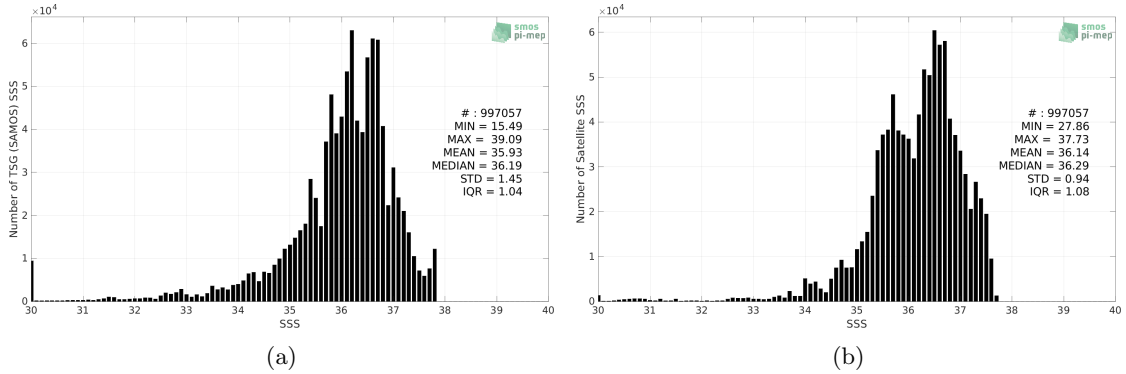 ×10⁴
6
5
4
3
2
1
0
Number of TSG (SAMOS) SSS
30 31 32 33 34 35 36 37 38 39 40
SSS
smos
pi-mep
# : 997057
MIN = 15.49
MAX = 39.09
MEAN = 35.93
MEDIAN = 36.19
STD = 1.45
IQR = 1.04
(a)
×10⁴
6
5
4
3
2
1
0
Number of Satellite SSS
30 31 32 33 34 35 36 37 38 39 40
SSS
smos
pi-mep
# : 997057
MIN = 27.86
MAX = 37.73
MEAN = 36.14
MEDIAN = 36.29
STD = 0.94
IQR = 1.08
(b)